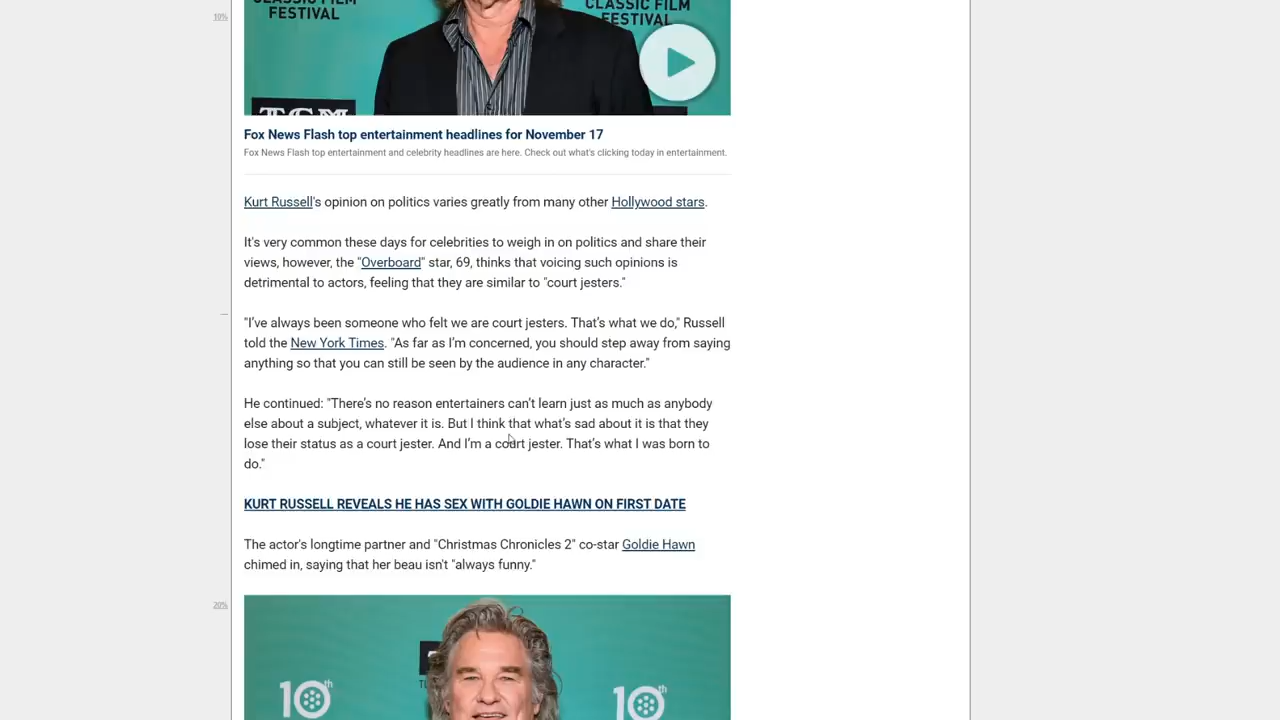 10%
CLASSIC FILM
FESTIVAL
CLASSIC FILM
FESTIVAL
TCM
Fox News Flash top entertainment headlines for November 17
Fox News Flash top entertainment and celebrity headlines are here. Check out what's clicking today in entertainment.
Kurt Russell's opinion on politics varies greatly from many other Hollywood stars.
It's very common these days for celebrities to weigh in on politics and share their
views, however, the "Overboard" star, 69, thinks that voicing such opinions is
detrimental to actors, feeling that they are similar to "court jesters."
"I've always been someone who felt we are court jesters. That's what we do," Russell
told the New York Times. "As far as I'm concerned, you should step away from saying
anything so that you can still be seen by the audience in any character."
He continued: "There's no reason entertainers can't learn just as much as anybody
else about a subject, whatever it is. But I think that what's sad about it is that they
lose their status as a court jester. And I'm a court jester. That's what I was born to
do."
KURT RUSSELL REVEALS HE HAS SEX WITH GOLDIE HAWN ON FIRST DATE
The actor's longtime partner and "Christmas Chronicles 2" co-star Goldie Hawn
chimed in, saying that her beau isn't "always funny."
20%
10th
10th